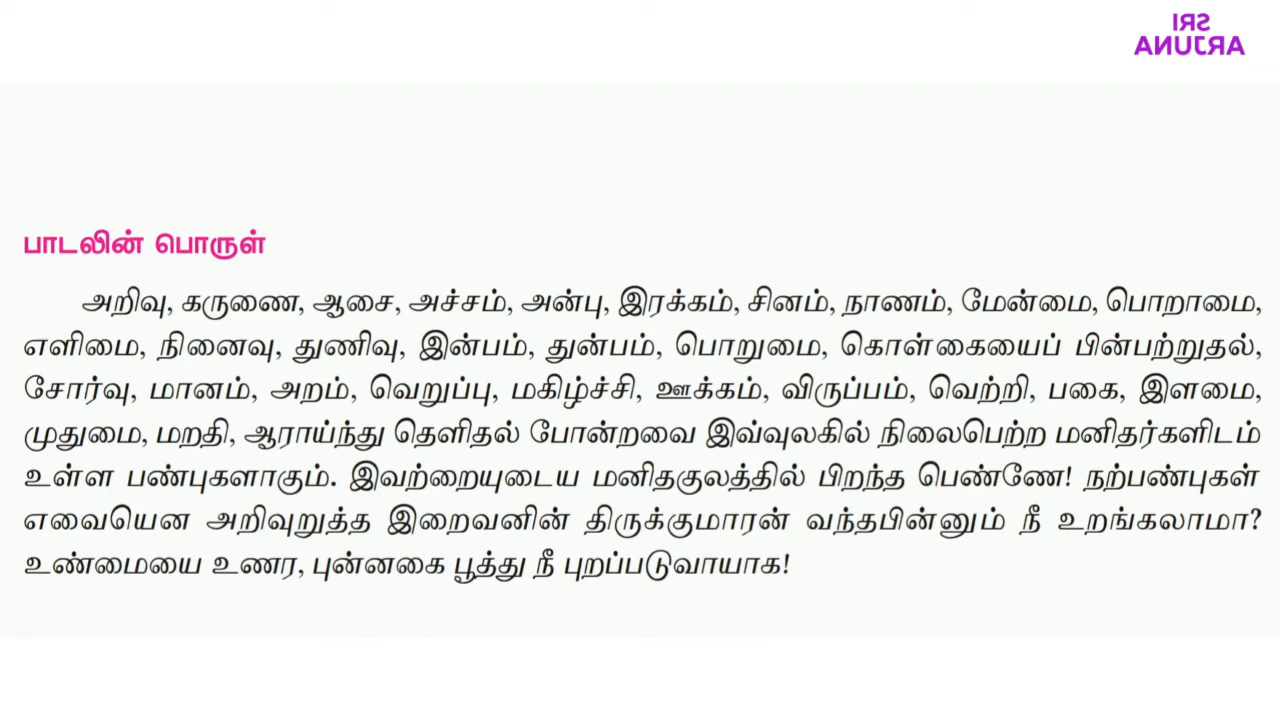 SRI
ARJUNA
பாடலின் பொருள்
அறிவு, கருணை, ஆசை, அச்சம், அன்பு, இரக்கம், சினம், நாணம், மேன்மை, பொறாமை,
எளிமை, நினைவு, துணிவு, இன்பம், துன்பம், பொறுமை, கொள்கையைப் பின்பற்றுதல்,
சோர்வு, மானம், அறம், வெறுப்பு, மகிழ்ச்சி, ஊக்கம், விருப்பம், வெற்றி, பகை, இளமை,
முதுமை, மறதி, ஆராய்ந்து தெளிதல் போன்றவை இவ்வுலகில் நிலைபெற்ற மனிதர்களிடம்
உள்ள பண்புகளாகும். இவற்றையுடைய மனிதகுலத்தில் பிறந்த பெண்ணே! நற்பண்புகள்
எவையென அறிவுறுத்த இறைவனின் திருக்குமாரன் வந்தபின்னும் நீ உறங்கலாமா?
உண்மையை உணர, புன்னகை பூத்து நீ புறப்படுவாயாக!